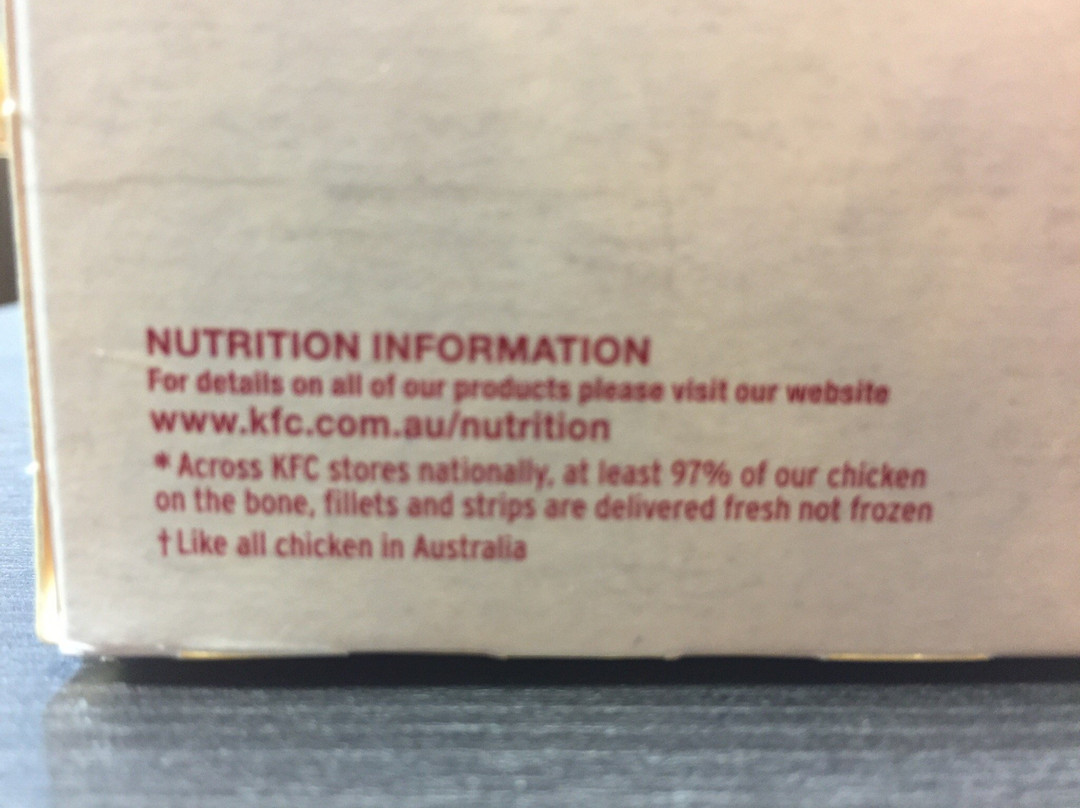 NUTRITION INFORMATION
For details on all of our products please visit our website
www.kfc.com.au/nutrition
* Across KFC stores nationally, at least 97% of our chicken
on the bone, fillets and strips are delivered fresh not frozen
† Like all chicken in Australia